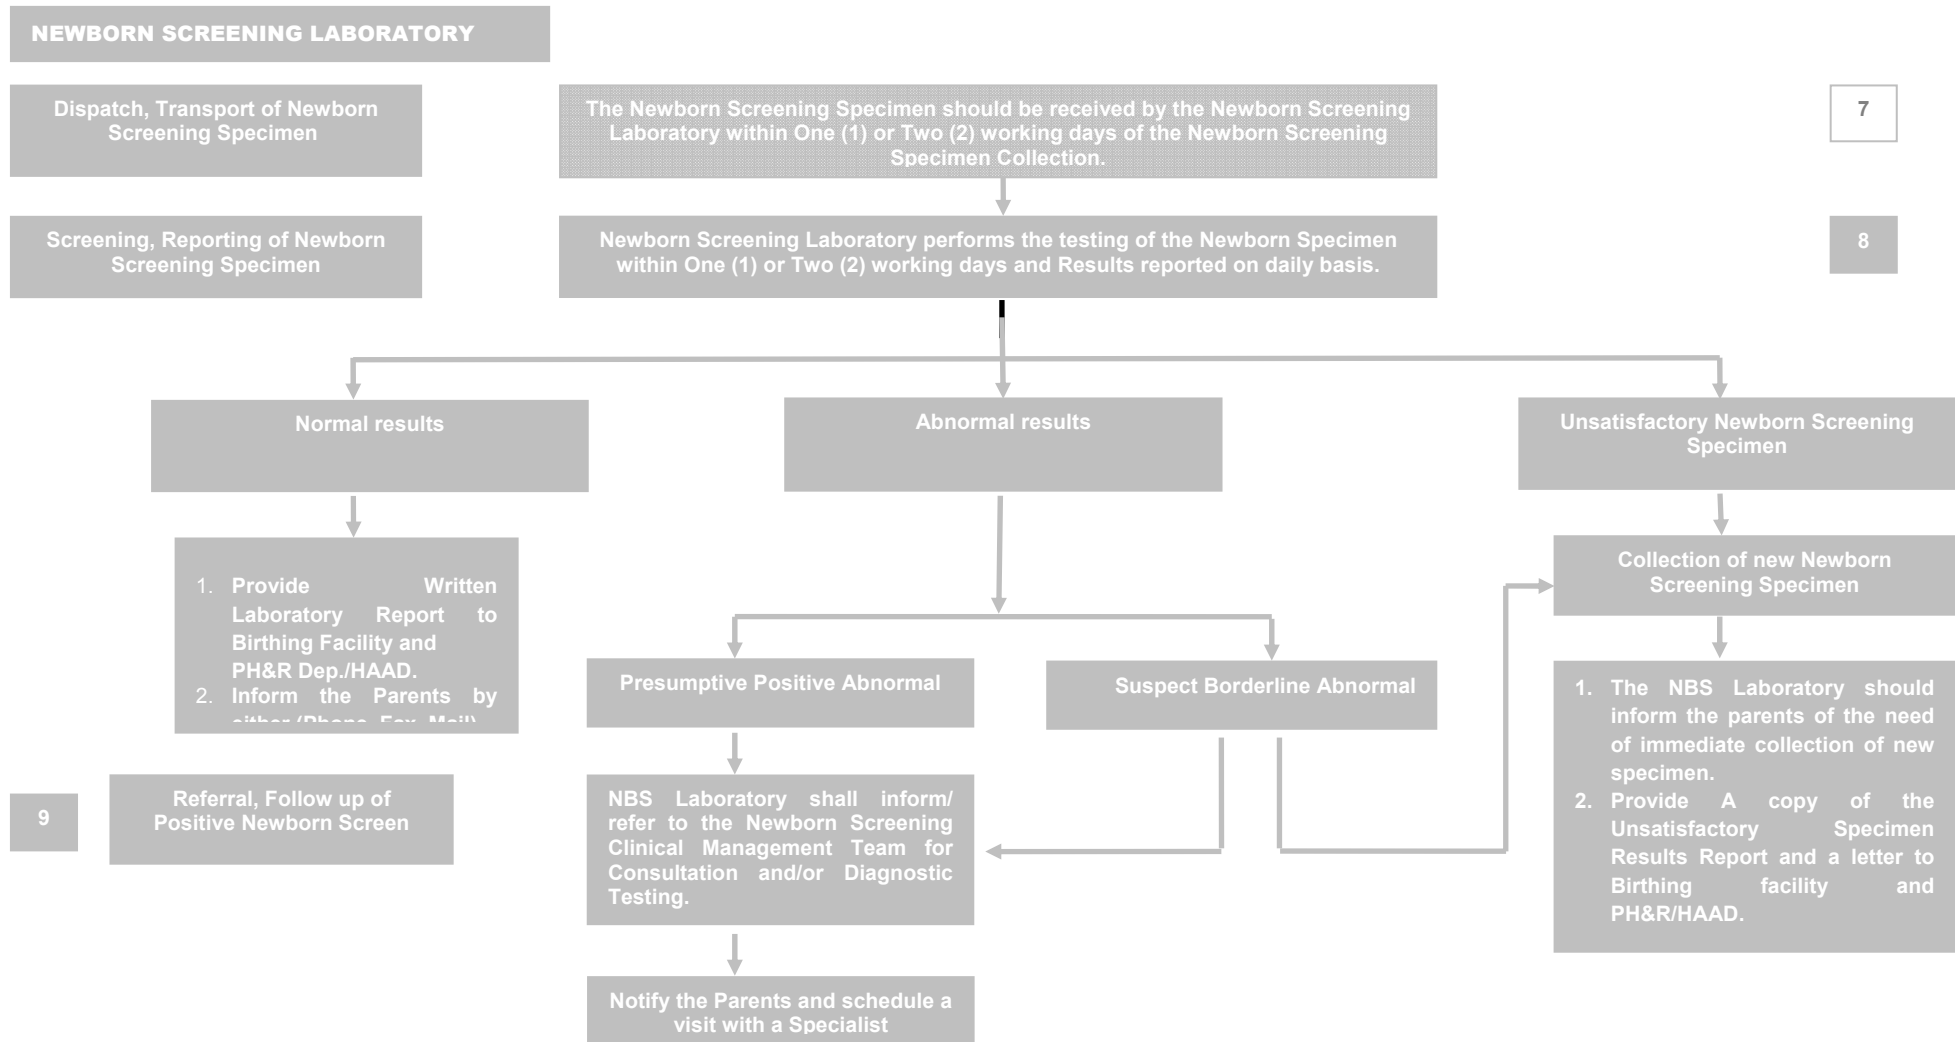 NEWBORN SCREENING LABORATORY
Dispatch, Transport of Newborn
Screening Specimen
The Newborn Screening Specimen should be received by the Newborn Screening
Laboratory within One (1) or Two (2) working days of the Newborn Screening
Specimen Collection.
7
Screening, Reporting of Newborn
Screening Specimen
Newborn Screening Laboratory performs the testing of the Newborn Specimen
within One (1) or Two (2) working days and Results reported on daily basis.
8
Normal results
Abnormal results
Unsatisfactory Newborn Screening
Specimen
1. Provide Written
Laboratory Report to
Birthing Facility and
PH&R Dep./HAAD.
2. Inform the Parents by
either (Phone, Fax, Mail)
Collection of new Newborn
Screening Specimen
Presumptive Positive Abnormal
Suspect Borderline Abnormal
1. The NBS Laboratory should
inform the parents of the need
of immediate collection of new
specimen.
2. Provide A copy of the
Unsatisfactory Specimen
Results Report and a letter to
Birthing facility and
PH&R/HAAD.
9
Referral, Follow up of
Positive Newborn Screen
NBS Laboratory shall inform/
refer to the Newborn Screening
Clinical Management Team for
Consultation and/or Diagnostic
Testing.
Notify the Parents and schedule a
visit with a Specialist